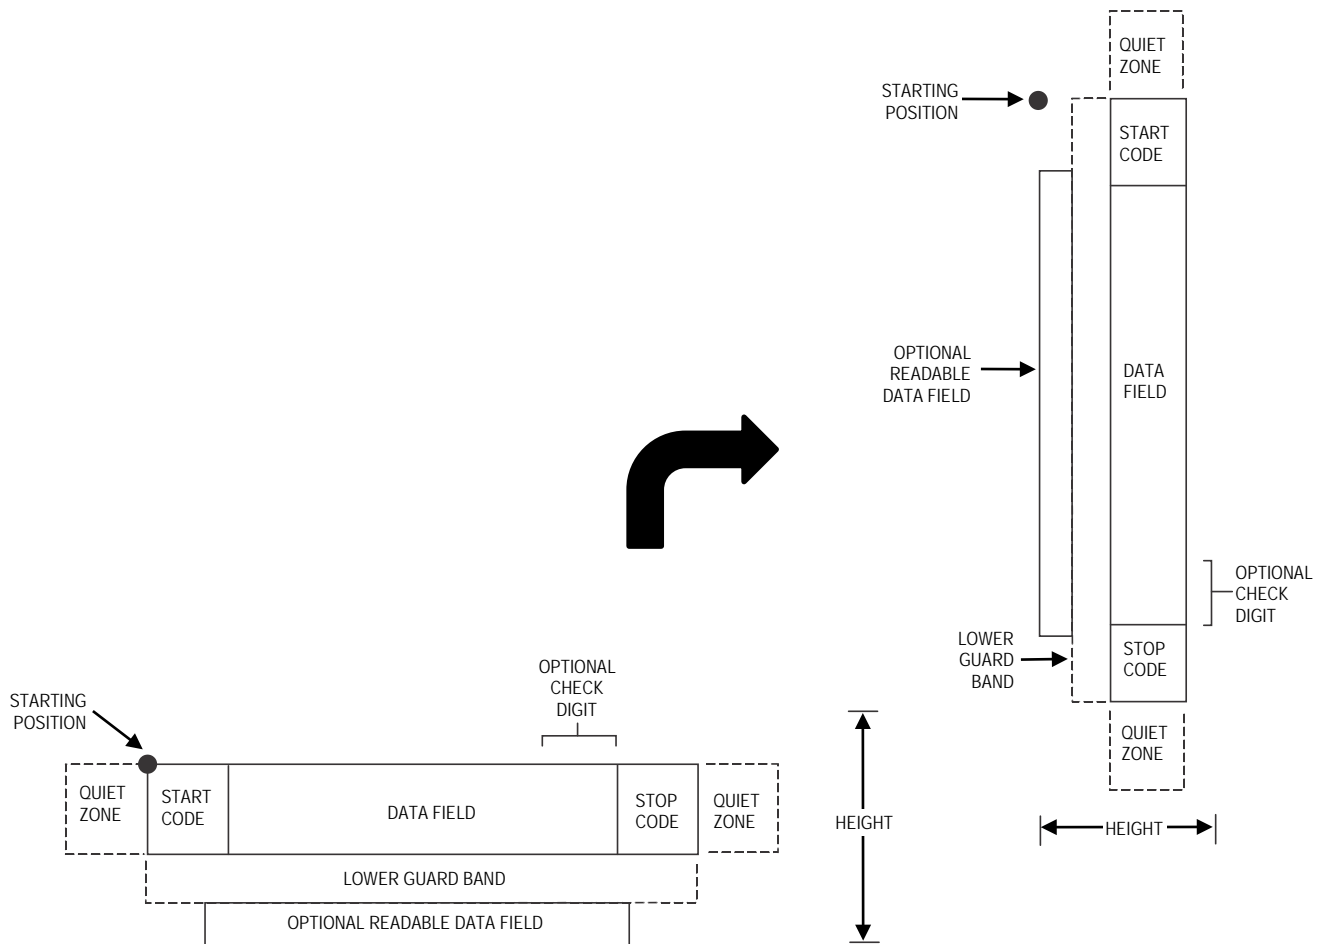 QUIET
ZONE
STARTING
POSITION
START
CODE
OPTIONAL
READABLE
DATA FIELD
DATA
FIELD
OPTIONAL
CHECK
DIGIT
LOWER
GUARD
BAND
STOP
CODE
QUIET
ZONE
HEIGHT
OPTIONAL
CHECK
DIGIT
STARTING
POSITION
QUIET
ZONE
START
CODE
DATA FIELD
STOP
CODE
QUIET
ZONE
HEIGHT
LOWER GUARD BAND
OPTIONAL READABLE DATA FIELD